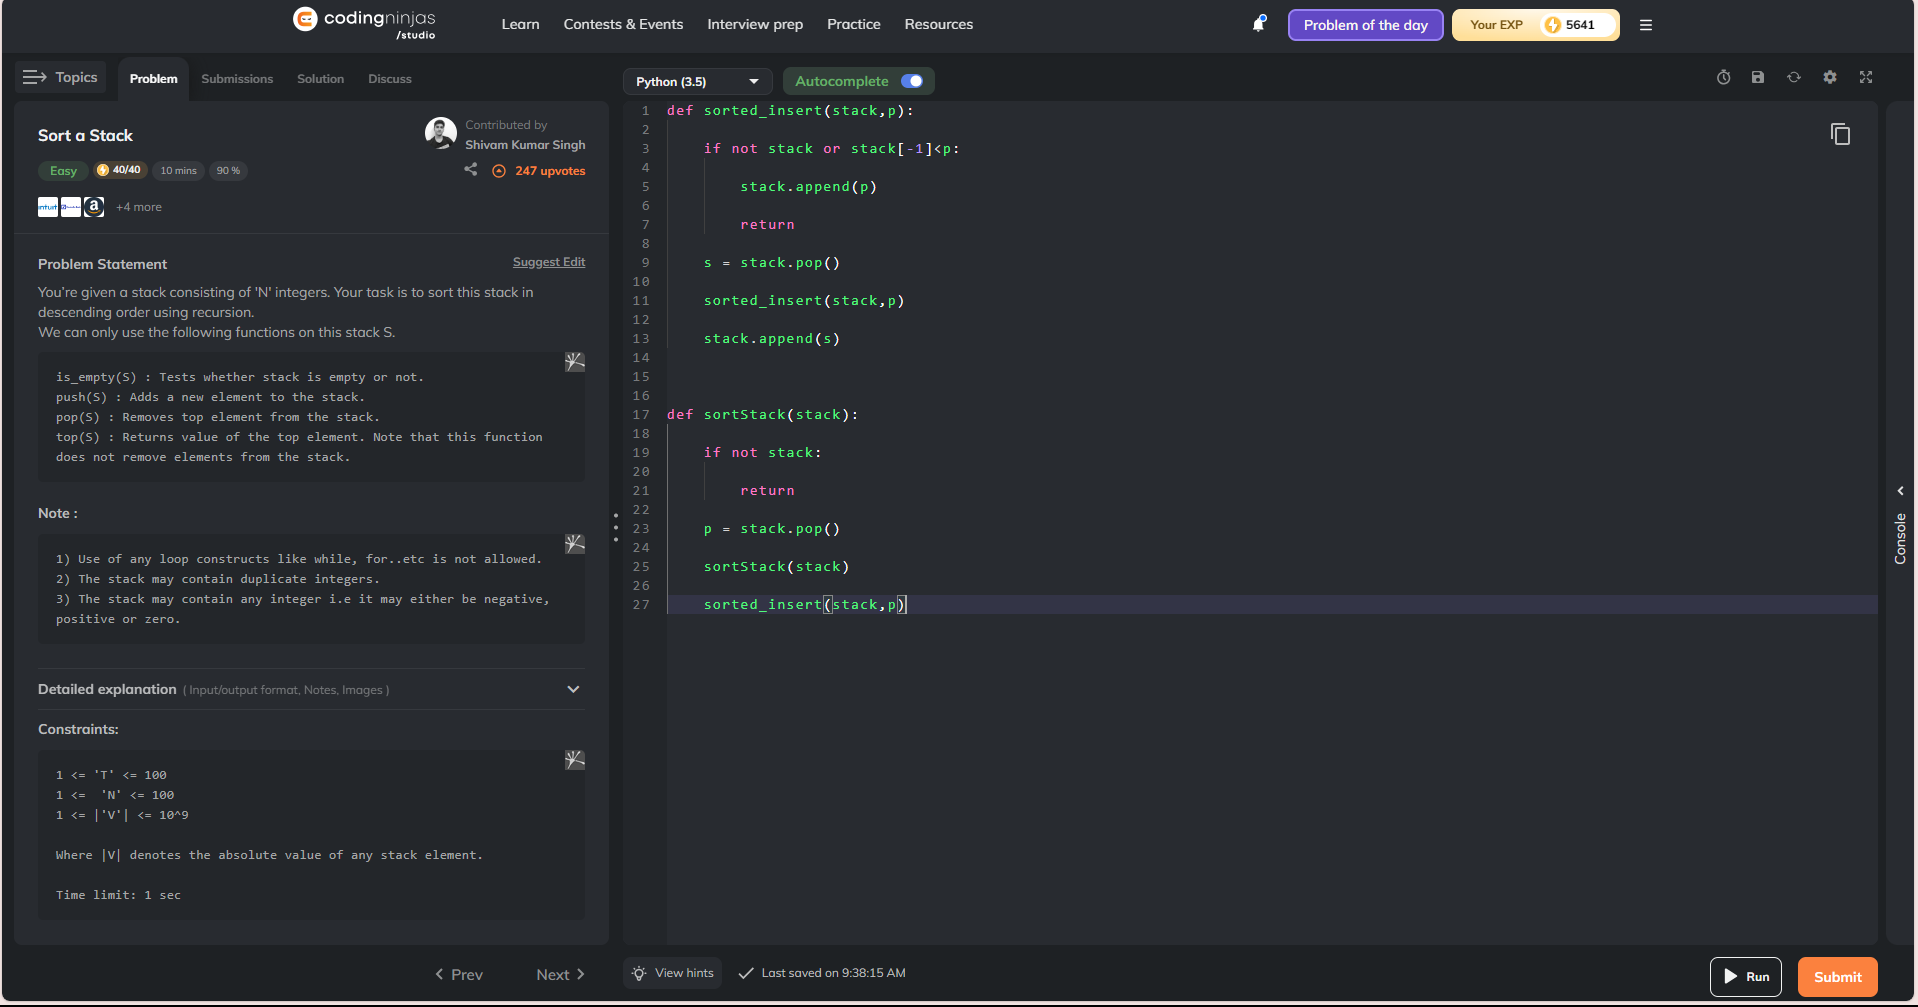 codingninjas
/studio
Learn
Contests & Events
Interview prep
Practice
Resources
Problem of the day
Your EXP
5641
Topics
Problem
Submissions
Solution
Discuss
Sort a Stack
Contributed by
Shivam Kumar Singh
Easy
40/40
10 mins
90 %
247 upvotes
a
+4 more
Problem Statement
Suggest Edit
You're given a stack consisting of 'N' integers. Your task is to sort this stack in
descending order using recursion.
We can only use the following functions on this stack S.
is_empty(S) : Tests whether stack is empty or not.
push(S) : Adds a new element to the stack.
pop(S) : Removes top element from the stack.
top(S) : Returns value of the top element. Note that this function
does not remove elements from the stack.
Note :
1) Use of any loop constructs like while, for..etc is not allowed.
2) The stack may contain duplicate integers.
3) The stack may contain any integer i.e it may either be negative,
positive or zero.
Detailed explanation ( Input/output format, Notes, Images )
Constraints:
1 <= 'T' <= 100
1 <=  'N' <= 100
1 <= |'V'| <= 10^9
Where |V| denotes the absolute value of any stack element.
Time limit: 1 sec
Prev
Next
Python (3.5)
Autocomplete
1 def sorted_insert(stack,p):
2
3     if not stack or stack[-1]<p:
4
5         stack.append(p)
6
7         return
8
9     s = stack.pop()
10
11     sorted_insert(stack,p)
12
13     stack.append(s)
14
15
16
17 def sortStack(stack):
18
19     if not stack:
20
21         return
22
23     p = stack.pop()
24
25     sortStack(stack)
26
27     sorted_insert(stack,p)
Console
View hints
Last saved on 9:38:15 AM
Run
Submit